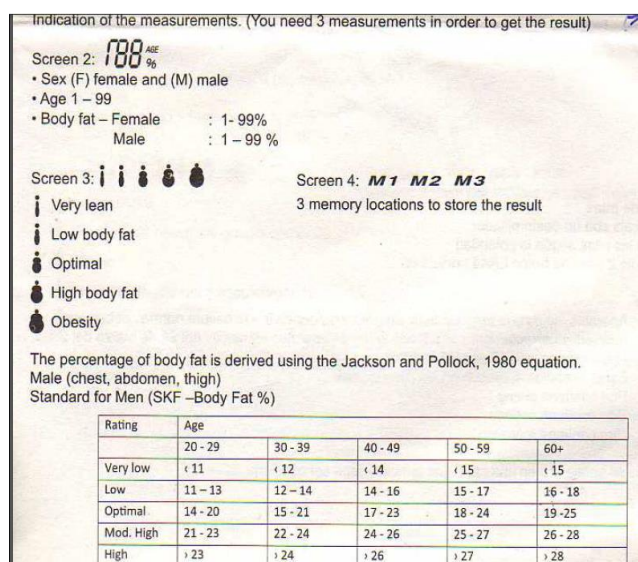 Indication of the measurements. (You need 3 measurements in order to get the result)
Screen 2: 188 AGE %
• Sex (F) female and (M) male
• Age 1 – 99
• Body fat – Female : 1- 99%
Male : 1 – 99 %
Screen 3:
Screen 4: M1 M2 M3
Very lean
3 memory locations to store the result
Low body fat
Optimal
High body fat
Obesity
The percentage of body fat is derived using the Jackson and Pollock, 1980 equation.
Male (chest, abdomen, thigh)
Standard for Men (SKF –Body Fat %)
Rating Age
20 - 29 30 - 39 40 - 49 50 - 59 60+
Very low ‹ 11 ‹ 12 ‹ 14 ‹ 15 ‹ 15
Low 11 – 13 12 – 14 14 - 16 15 - 17 16 - 18
Optimal 14 - 20 15 - 21 17 - 23 18 - 24 19 -25
Mod. High 21 - 23 22 - 24 24 - 26 25 - 27 26 - 28
High › 23 › 24 › 26 › 27 › 28